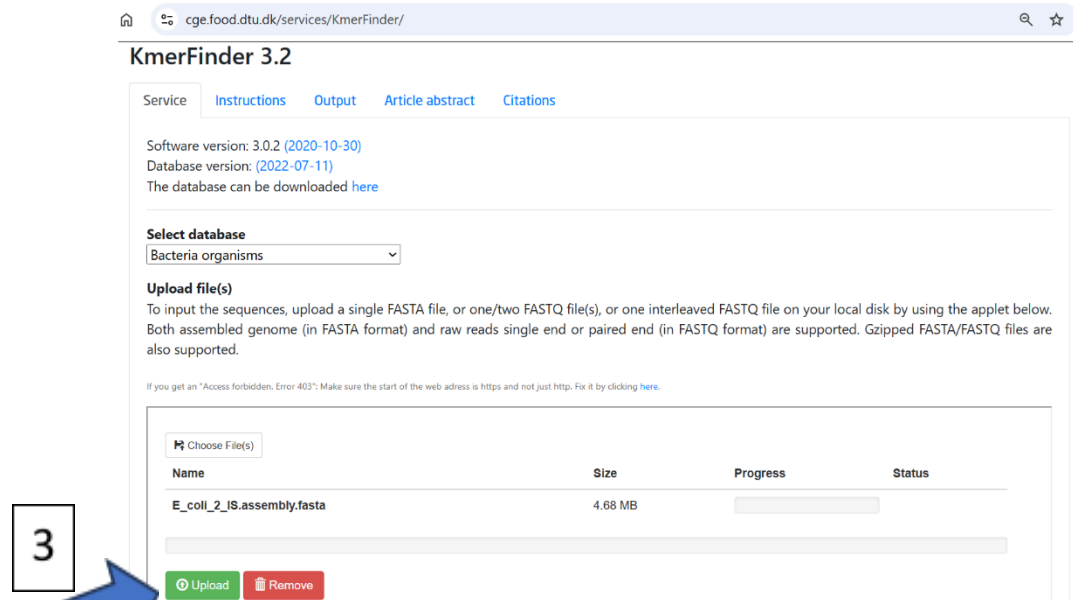 cge.food.dtu.dk/services/KmerFinder/
KmerFinder 3.2
Service Instructions Output Article abstract Citations
Software version: 3.0.2 (2020-10-30)
Database version: (2022-07-11)
The database can be downloaded here
Select database
Bacteria organisms
Upload file(s)
To input the sequences, upload a single FASTA file, or one/two FASTQ file(s), or one interleaved FASTQ file on your local disk by using the applet below.
Both assembled genome (in FASTA format) and raw reads single end or paired end (in FASTQ format) are supported. Gzipped FASTA/FASTQ files are
also supported.
If you get an "Access forbidden. Error 403": Make sure the start of the web adress is https and not just http. Fix it by clicking here.
Choose File(s)
Name Size Progress Status
E_coli_2_IS.assembly.fasta 4.68 MB
3
Upload Remove